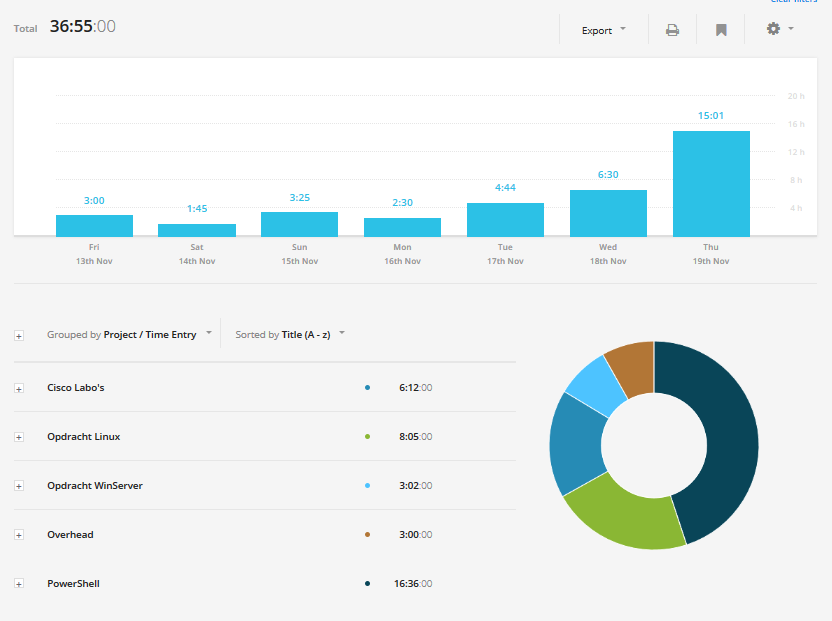 Clear filters
Total 36:55:00
Export
20 h
16 h
12 h
8 h
4 h
3:00
1:45
3:25
2:30
4:44
6:30
15:01
Fri Sat Sun Mon Tue Wed Thu
13th Nov 14th Nov 15th Nov 16th Nov 17th Nov 18th Nov 19th Nov
Grouped by Project / Time Entry Sorted by Title (A - z)
Cisco Labo's 6:12:00
Opdracht Linux 8:05:00
Opdracht WinServer 3:02:00
Overhead 3:00:00
PowerShell 16:36:00